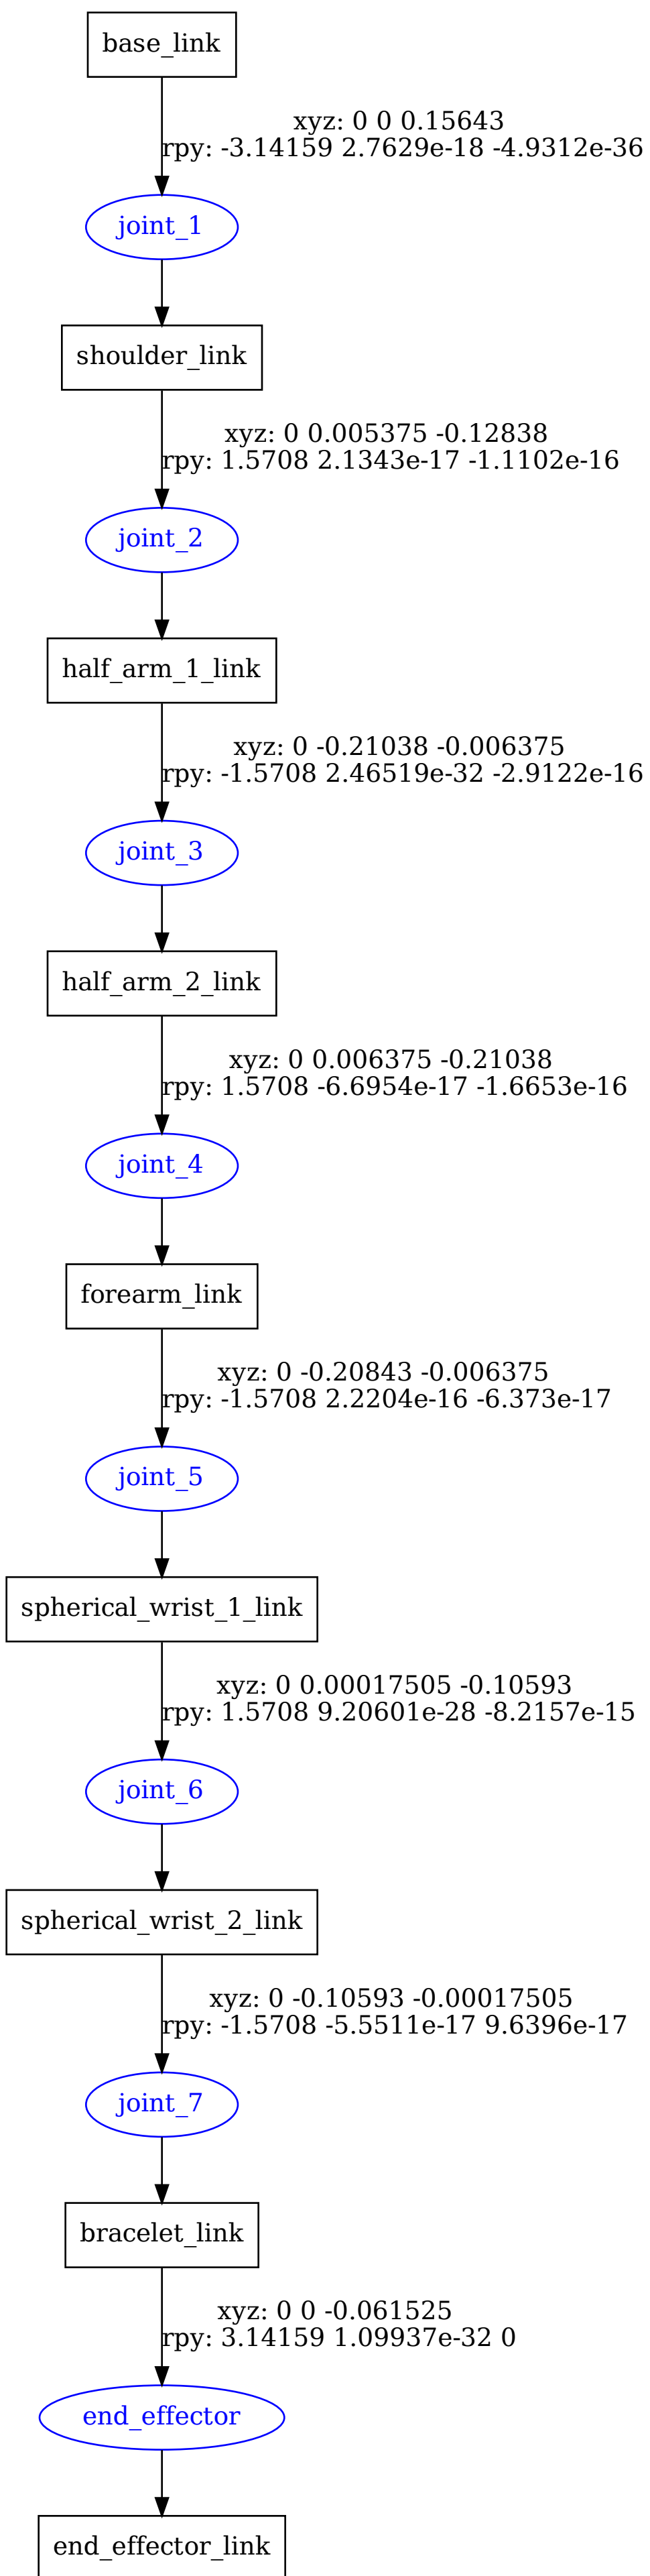 base_link
xyz: 0 0 0.15643
rpy: -3.14159 2.7629e-18 -4.9312e-36
joint_1
shoulder_link
xyz: 0 0.005375 -0.12838
rpy: 1.5708 2.1343e-17 -1.1102e-16
joint_2
half_arm_1_link
xyz: 0 -0.21038 -0.006375
rpy: -1.5708 2.46519e-32 -2.9122e-16
joint_3
half_arm_2_link
xyz: 0 0.006375 -0.21038
rpy: 1.5708 -6.6954e-17 -1.6653e-16
joint_4
forearm_link
xyz: 0 -0.20843 -0.006375
rpy: -1.5708 2.2204e-16 -6.373e-17
joint_5
spherical_wrist_1_link
xyz: 0 0.00017505 -0.10593
rpy: 1.5708 9.20601e-28 -8.2157e-15
joint_6
spherical_wrist_2_link
xyz: 0 -0.10593 -0.00017505
rpy: -1.5708 -5.5511e-17 9.6396e-17
joint_7
bracelet_link
xyz: 0 0 -0.061525
rpy: 3.14159 1.09937e-32 0
end_effector
end_effector_link